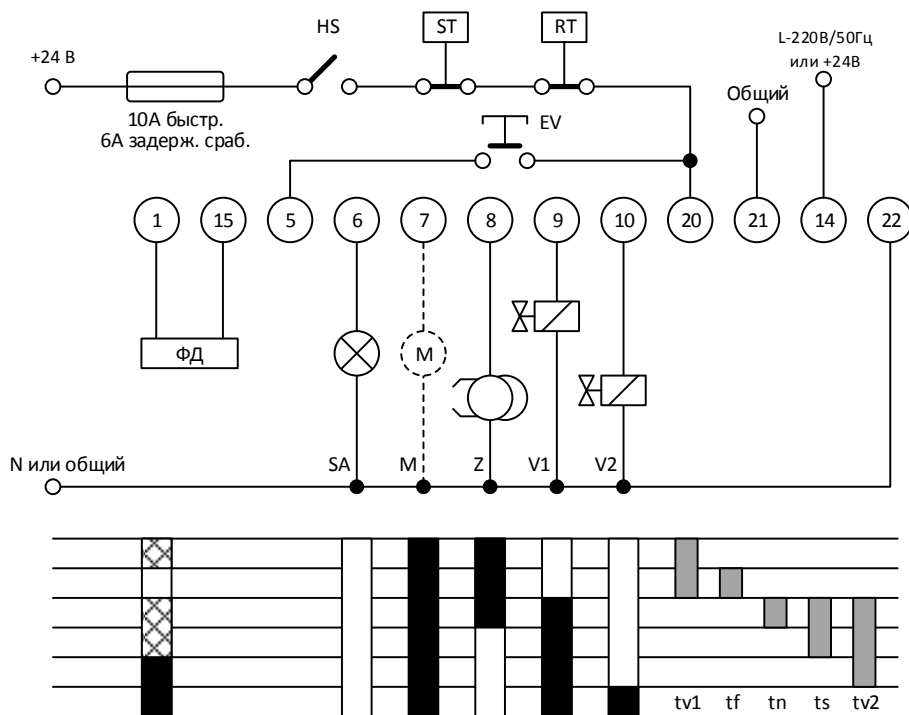 HS
ST
RT
L-220В/50Гц
или +24В
+24 В
Общий
10А быстр.
6А задерж. сраб.
EV
1
15
5
6
7
8
9
10
20
21
14
22
ФД
М
N или общий
SA
M
Z
V1
V2
tv1
tf
tn
ts
tv2